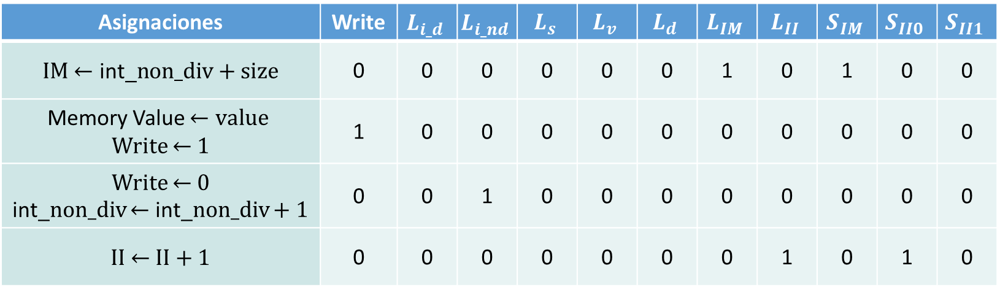 Asignaciones Write L_{i_d} L_{i_nd} L_s L_v L_d L_{IM} L_{II} S_{IM} S_{II0} S_{II1}
IM ← int_non_div + size 0 0 0 0 0 0 1 0 1 0 0
Memory Value ← value
Write ← 1 1 0 0 0 0 0 0 0 0 0 0
Write ← 0
int_non_div ← int_non_div + 1 0 0 1 0 0 0 0 0 0 0 0
II ← II + 1 0 0 0 0 0 0 0 1 0 1 0